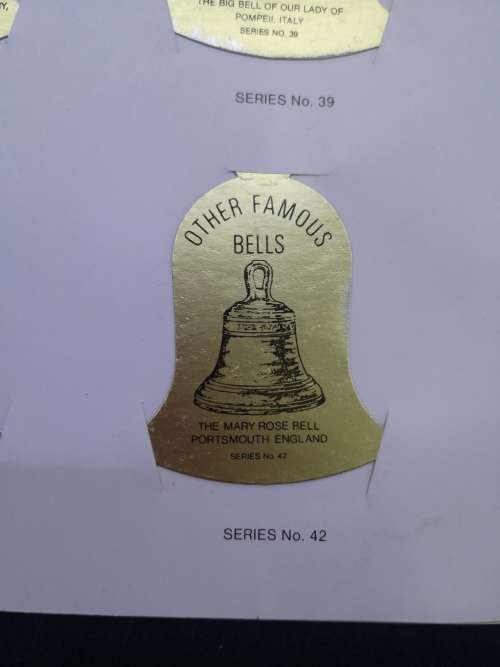 THE BIG BELL OF OUR LADY OF
POMPEII, ITALY
SERIES NO. 39
SERIES No. 39
OTHER FAMOUS
BELLS
THE MARY ROSE BELL
PORTSMOUTH ENGLAND
SERIES No 42
SERIES No. 42